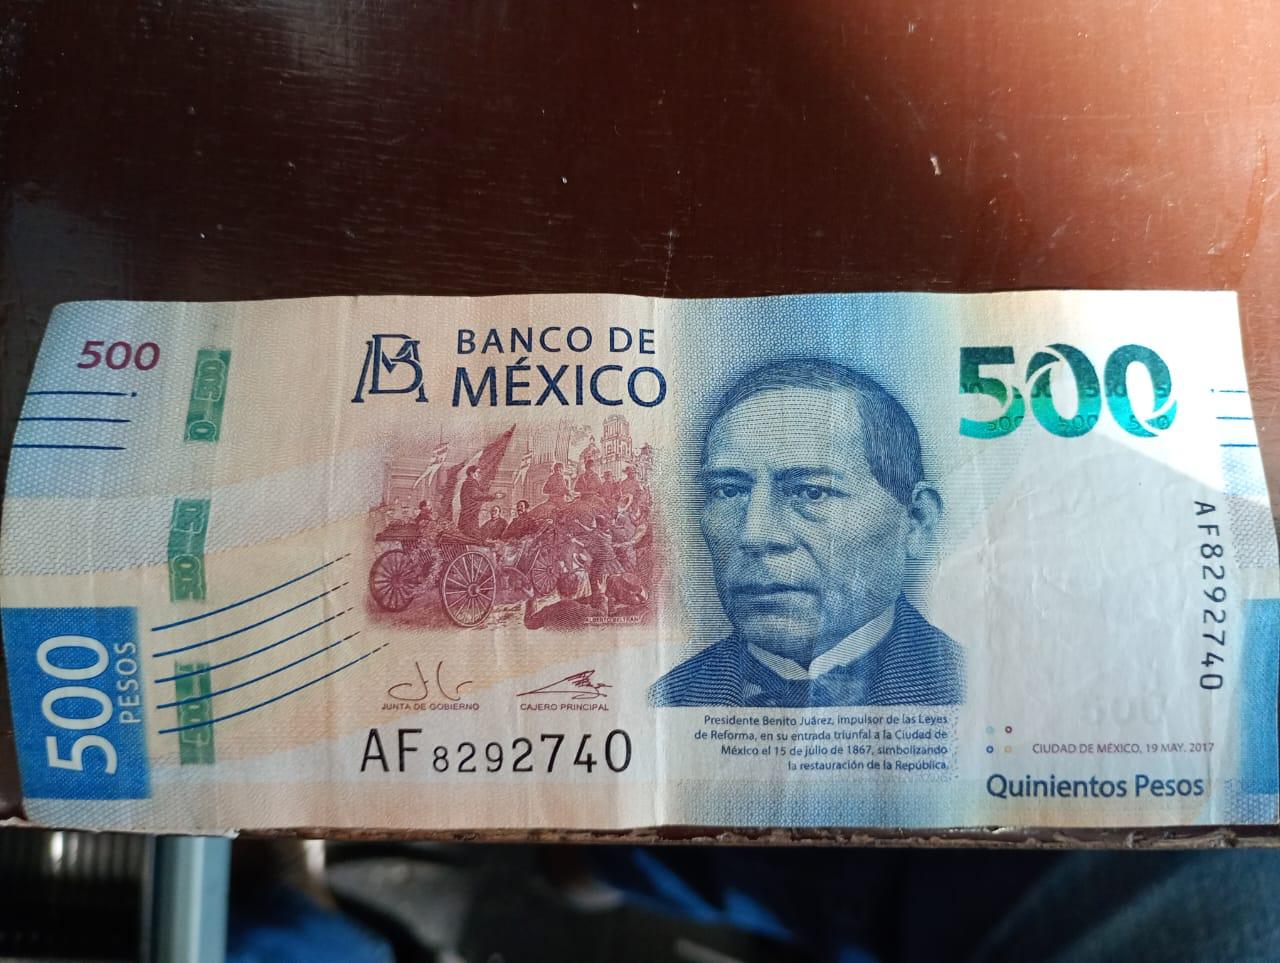 500
BM
BANCO DE
MÉXICO
500
AF8292740
500
PESOS
JUNTA DE GOBIERNO
CAJERO PRINCIPAL
AF8292740
Presidente Benito Juárez, impulsor de las Leyes
de Reforma, en su entrada triunfal a la Ciudad de
México el 15 de julio de 1867, simbolizando
la restauración de la República.
CIUDAD DE MÉXICO, 19 MAY. 2017
Quinientos Pesos